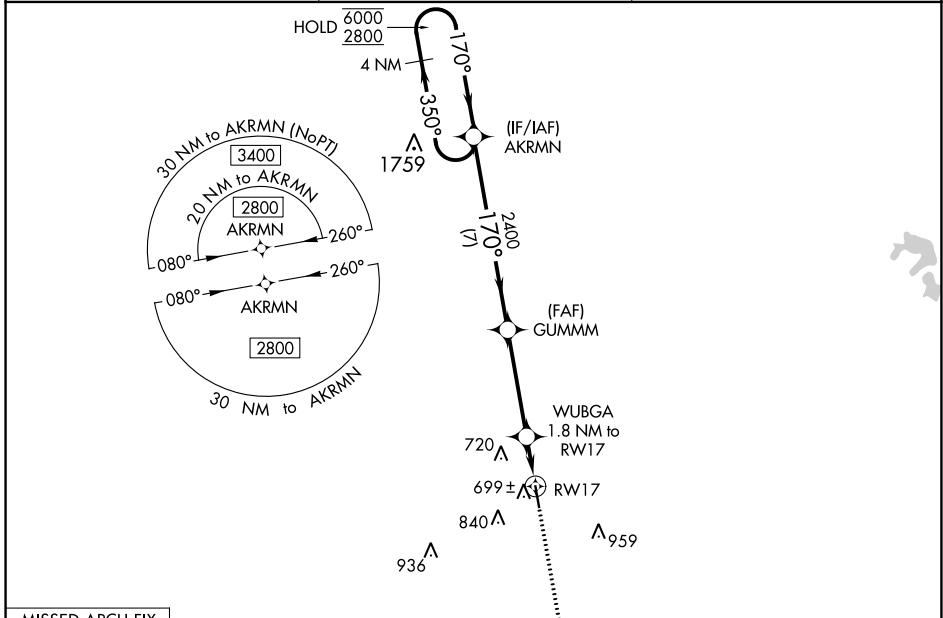 HOLD 6000
2800
4 NM
170°
350°
(IF/IAF)
AKRMN
1759
30 NM to AKRMN (NoPT)
3400
20 NM to AKRMN
2800
AKRMN
260°
080°
260°
080°
AKRMN
2800
30 NM to AKRMN
2400
170°
(7)
(FAF)
GUMMM
WUBGA
1.8 NM to
RW17
720
699±
RW17
840
959
936
MISSED APCH FIX